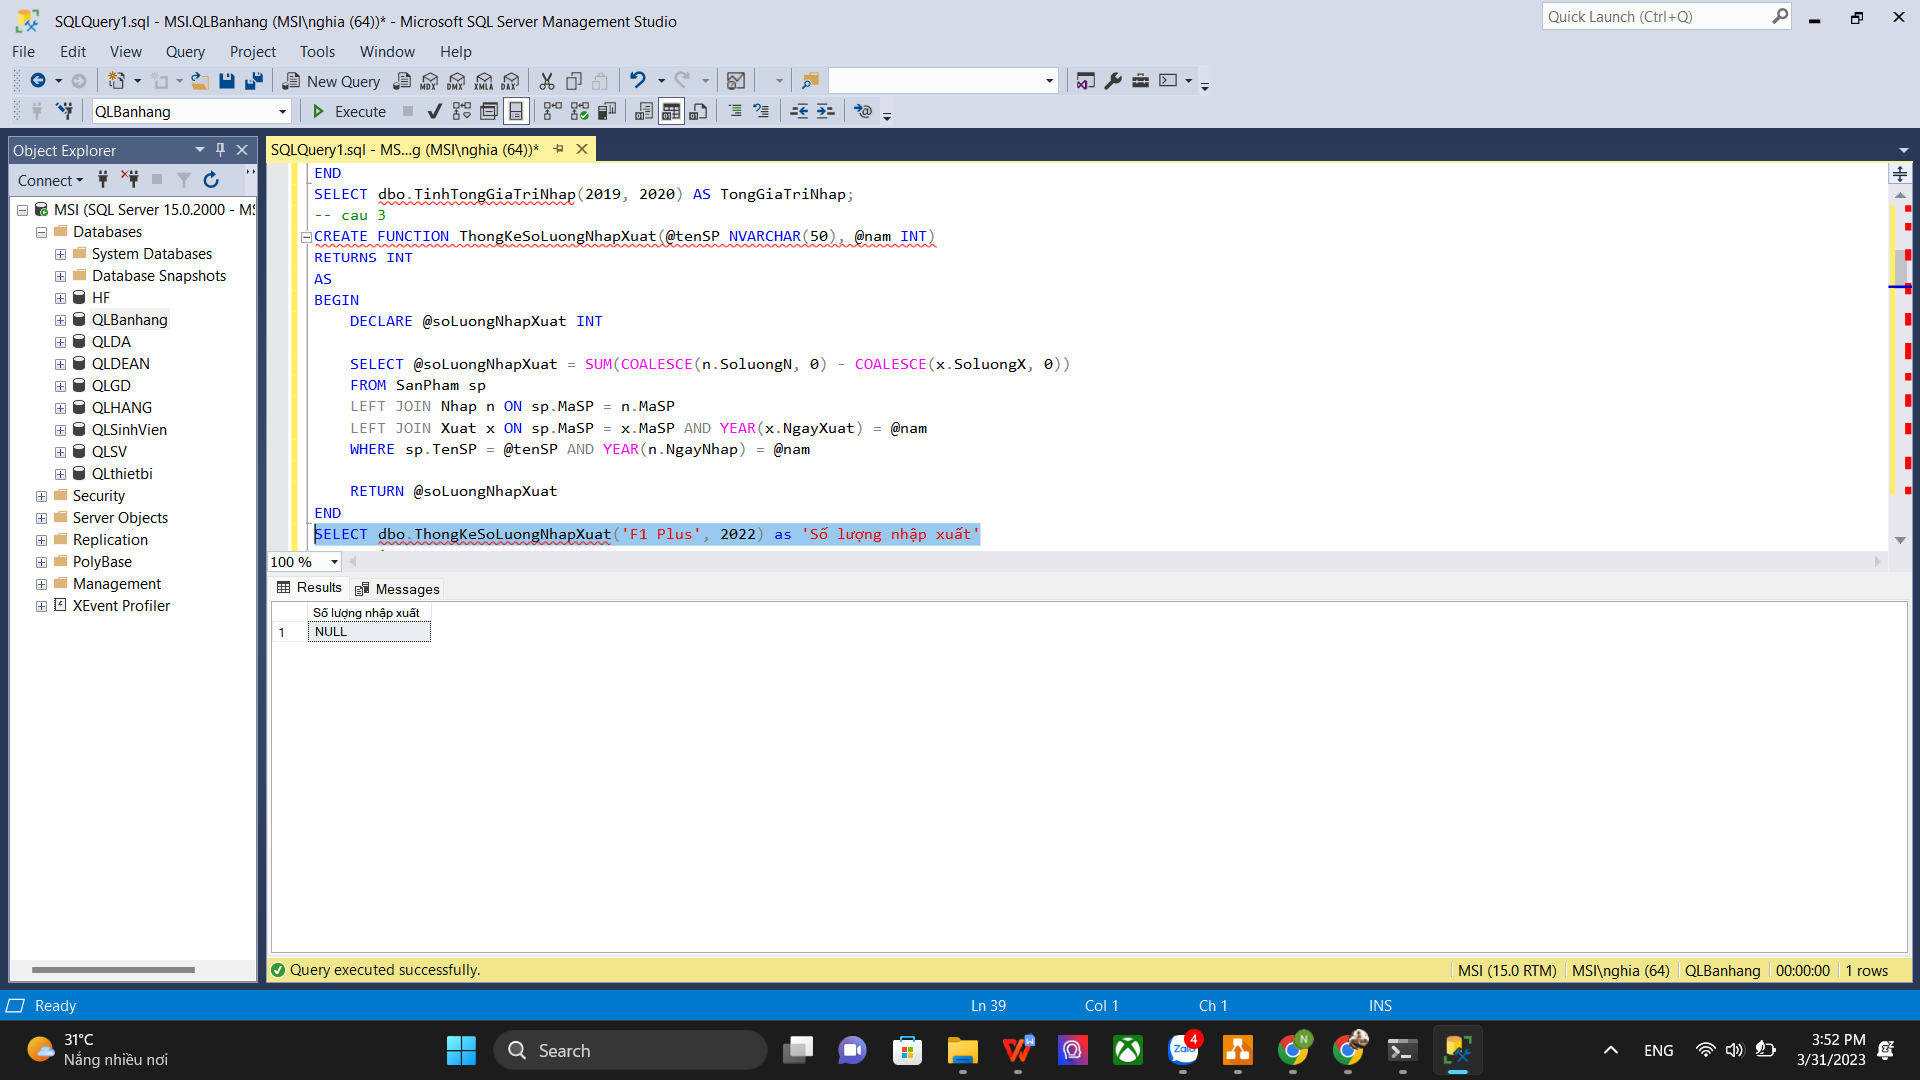 SQLQuery1.sql - MSI.QLBanhang (MSI\nghia (64))* - Microsoft SQL Server Management Studio
Quick Launch (Ctrl+Q)
File Edit View Query Project Tools Window Help
New Query MDX DMX XMLA DAX
QLBanhang Execute
Object Explorer
SQLQuery1.sql - MS...g (MSI\nghia (64))*
Connect
MSI (SQL Server 15.0.2000 - MS
Databases
System Databases
Database Snapshots
HF
QLBanhang
QLDA
QLDEAN
QLGD
QLHANG
QLSinhVien
QLSV
QLthietbi
Security
Server Objects
Replication
PolyBase
Management
XEvent Profiler
END
SELECT dbo.TinhTongGiaTriNhap(2019, 2020) AS TongGiaTriNhap;
-- cau 3
CREATE FUNCTION ThongKeSoLuongNhapXuat(@tenSP NVARCHAR(50), @nam INT)
RETURNS INT
AS
BEGIN
DECLARE @soLuongNhapXuat INT
SELECT @soLuongNhapXuat = SUM(COALESCE(n.SoluongN, 0) - COALESCE(x.SoluongX, 0))
FROM SanPham sp
LEFT JOIN Nhap n ON sp.MaSP = n.MaSP
LEFT JOIN Xuat x ON sp.MaSP = x.MaSP AND YEAR(x.NgayXuat) = @nam
WHERE sp.TenSP = @tenSP AND YEAR(n.NgayNhap) = @nam
RETURN @soLuongNhapXuat
END
SELECT dbo.ThongKeSoLuongNhapXuat('F1 Plus', 2022) as 'Số lượng nhập xuất'
100 %
Results Messages
Số lượng nhập xuất
1 NULL
Query executed successfully.
MSI (15.0 RTM) MSI\nghia (64) QLBanhang 00:00:00 1 rows
Ready Ln 39 Col 1 Ch 1 INS
31°C
Nắng nhiều nơi
Search
Zalo 4
N
ENG
3:52 PM
3/31/2023